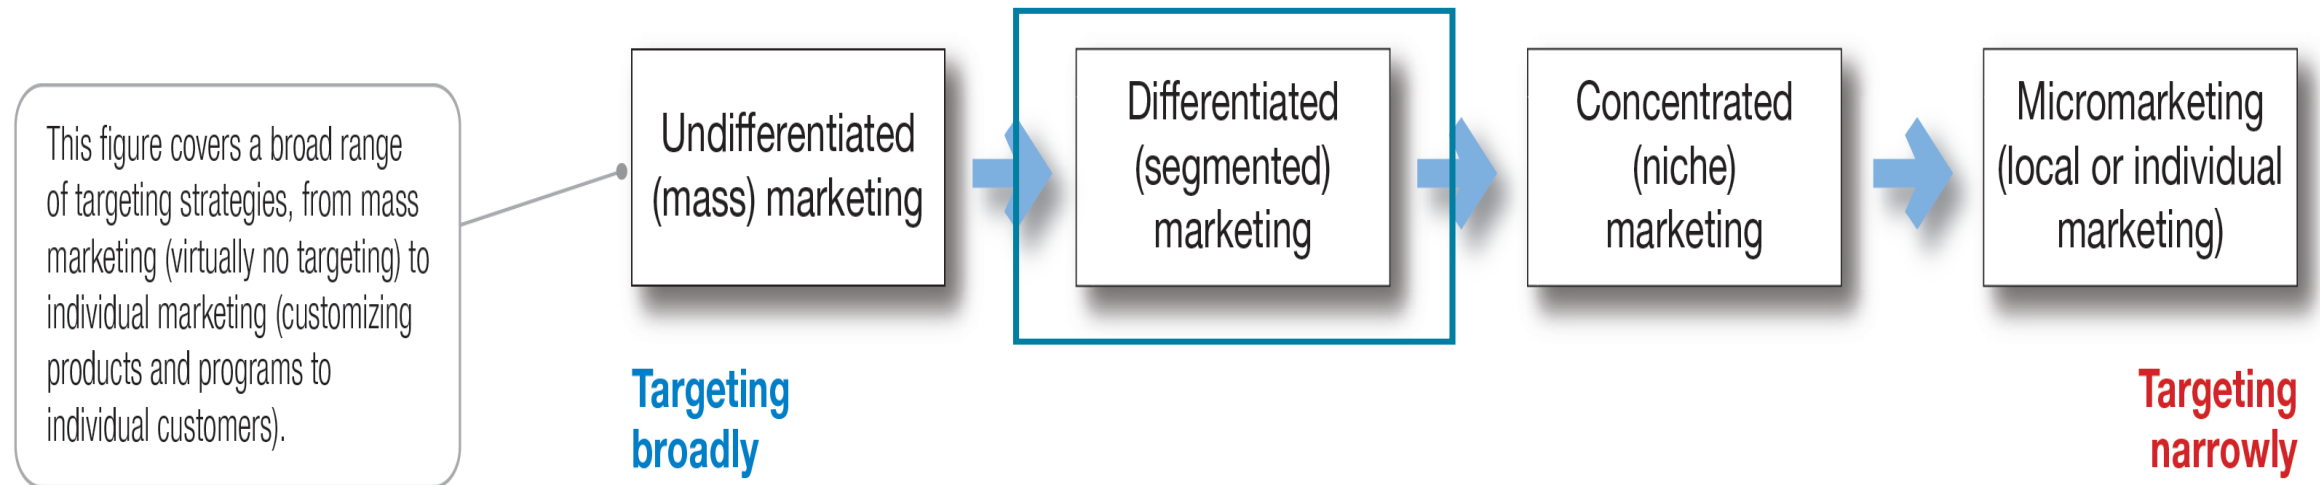 This figure covers a broad range
of targeting strategies, from mass
marketing (virtually no targeting) to
individual marketing (customizing
products and programs to
individual customers).
Undifferentiated
(mass) marketing
Differentiated
(segmented)
marketing
Concentrated
(niche)
marketing
Micromarketing
(local or individual
marketing)
Targeting
broadly
Targeting
narrowly